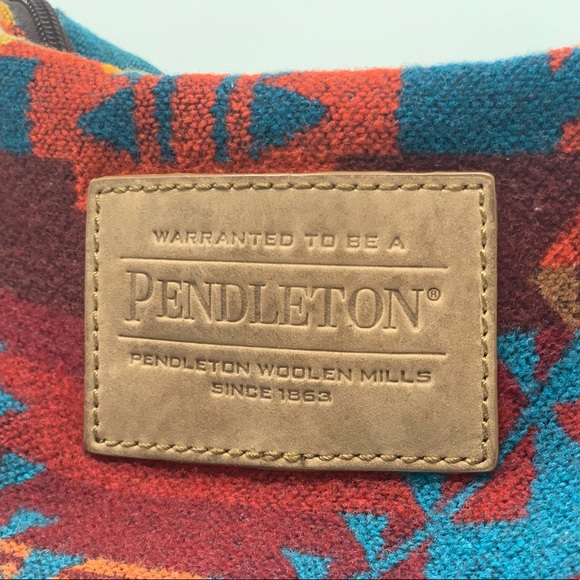 WARRANTED TO BE A
PENDLETON®
PENDLETON WOOLEN MILLS
SINCE 1863